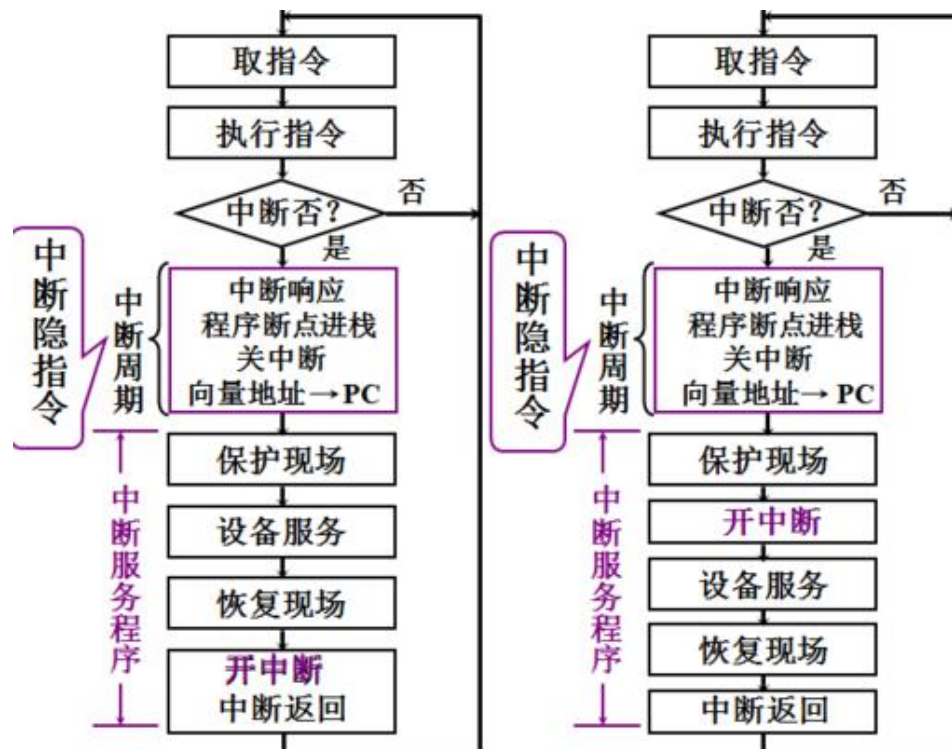 取指令
执行指令
中断否？
否
是
中断隐指令
中断周期
中断响应
程序断点进栈
关中断
向量地址→PC
中断服务程序
保护现场
设备服务
恢复现场
开中断
中断返回
取指令
执行指令
中断否？
否
是
中断隐指令
中断周期
中断响应
程序断点进栈
关中断
向量地址→PC
中断服务程序
保护现场
开中断
设备服务
恢复现场
中断返回